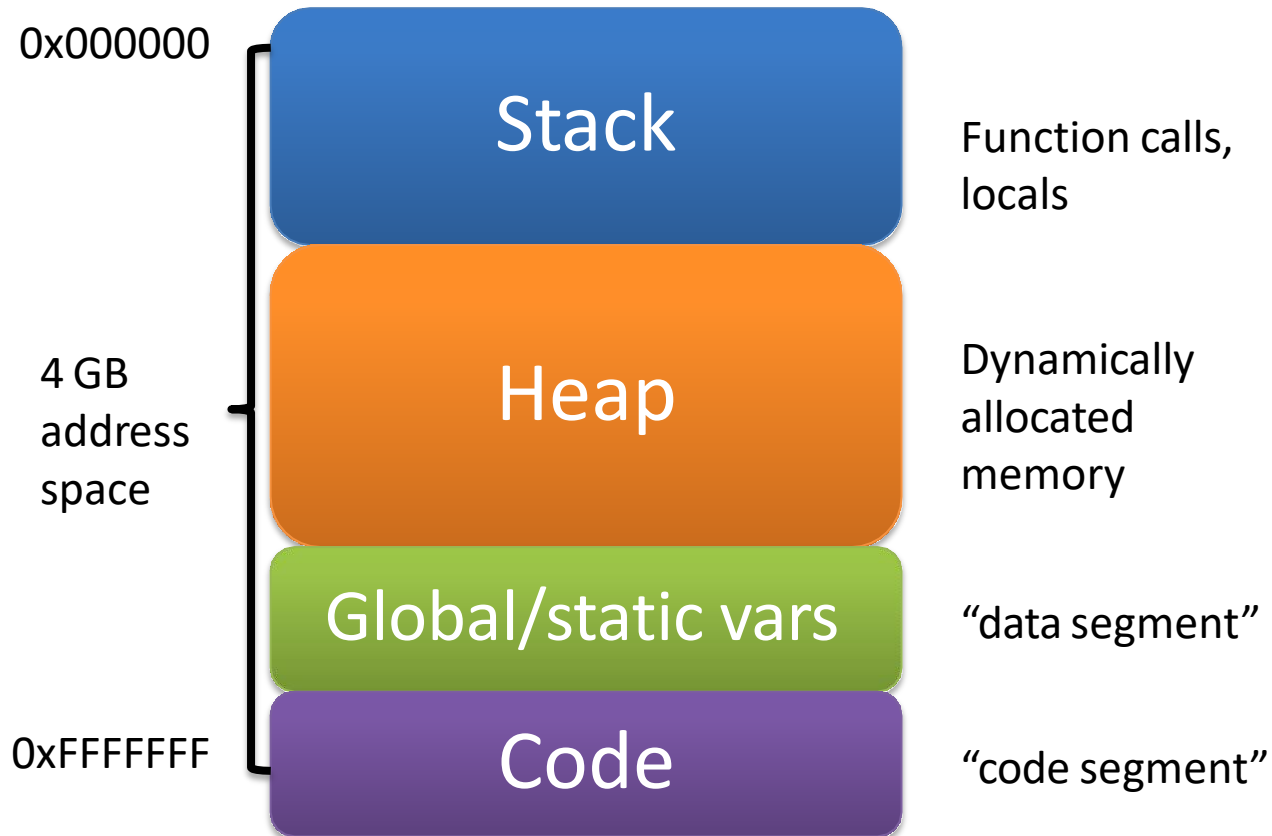 0x000000
Stack
Function calls,
locals
4 GB
address
space
Heap
Dynamically
allocated
memory
Global/static vars
“data segment”
0xFFFFFFF
Code
“code segment”